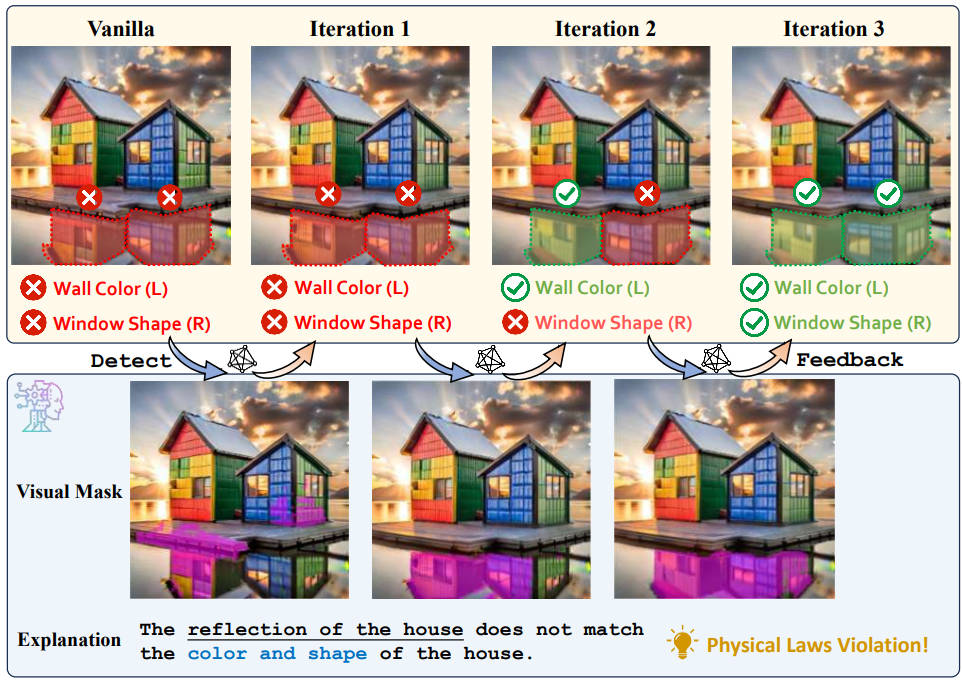 Vanilla
Iteration 1
Iteration 2
Iteration 3
Wall Color (L)
Wall Color (L)
Wall Color (L)
Wall Color (L)
Window Shape (R)
Window Shape (R)
Window Shape (R)
Window Shape (R)
Detect
Feedback
Visual Mask
Explanation
The reflection of the house does not match
the color and shape of the house.
Physical Laws Violation!